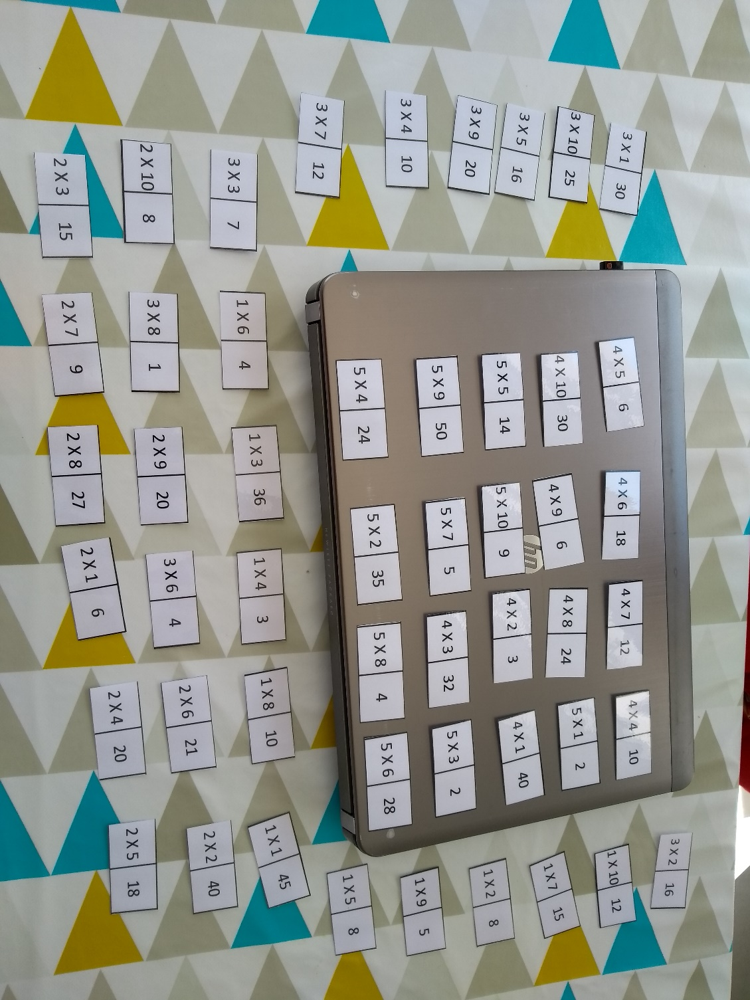 3 X 1 30
4 X 5 6
4 X 6 18
4 X 7 12
4 X 4 10
3 X 2 16
3 X 10 25
4 X 10 30
4 X 9 6
4 X 8 24
5 X 1 2
1 X 10 12
3 X 5 16
5 X 5 14
5 X 10 9
hp
4 X 2 3
4 X 1 40
1 X 7 15
3 X 9 20
5 X 9 50
5 X 7 5
4 X 3 32
5 X 3 2
1 X 2 8
3 X 4 10
5 X 4 24
5 X 2 35
5 X 8 4
5 X 6 28
1 X 9 5
3 X 7 12
1 X 5 8
3 X 3 7
1 X 6 4
1 X 3 36
1 X 4 3
1 X 8 10
1 X 1 45
2 X 10 8
3 X 8 1
2 X 9 20
3 X 6 4
2 X 6 21
2 X 2 40
2 X 3 15
2 X 7 9
2 X 8 27
2 X 1 6
2 X 4 20
2 X 5 18